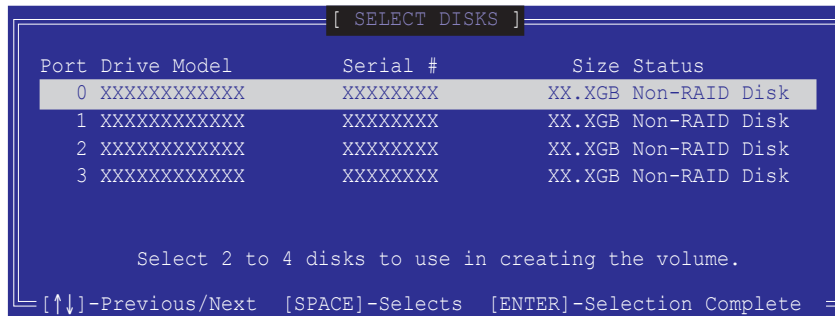 [ SELECT DISKS ]
Port Drive Model Serial # Size Status
0 XXXXXXXXXXXX XXXXXXXX XX.XGB Non-RAID Disk
1 XXXXXXXXXXXX XXXXXXXX XX.XGB Non-RAID Disk
2 XXXXXXXXXXXX XXXXXXXX XX.XGB Non-RAID Disk
3 XXXXXXXXXXXX XXXXXXXX XX.XGB Non-RAID Disk
Select 2 to 4 disks to use in creating the volume.
[↑↓]-Previous/Next [SPACE]-Selects [ENTER]-Selection Complete